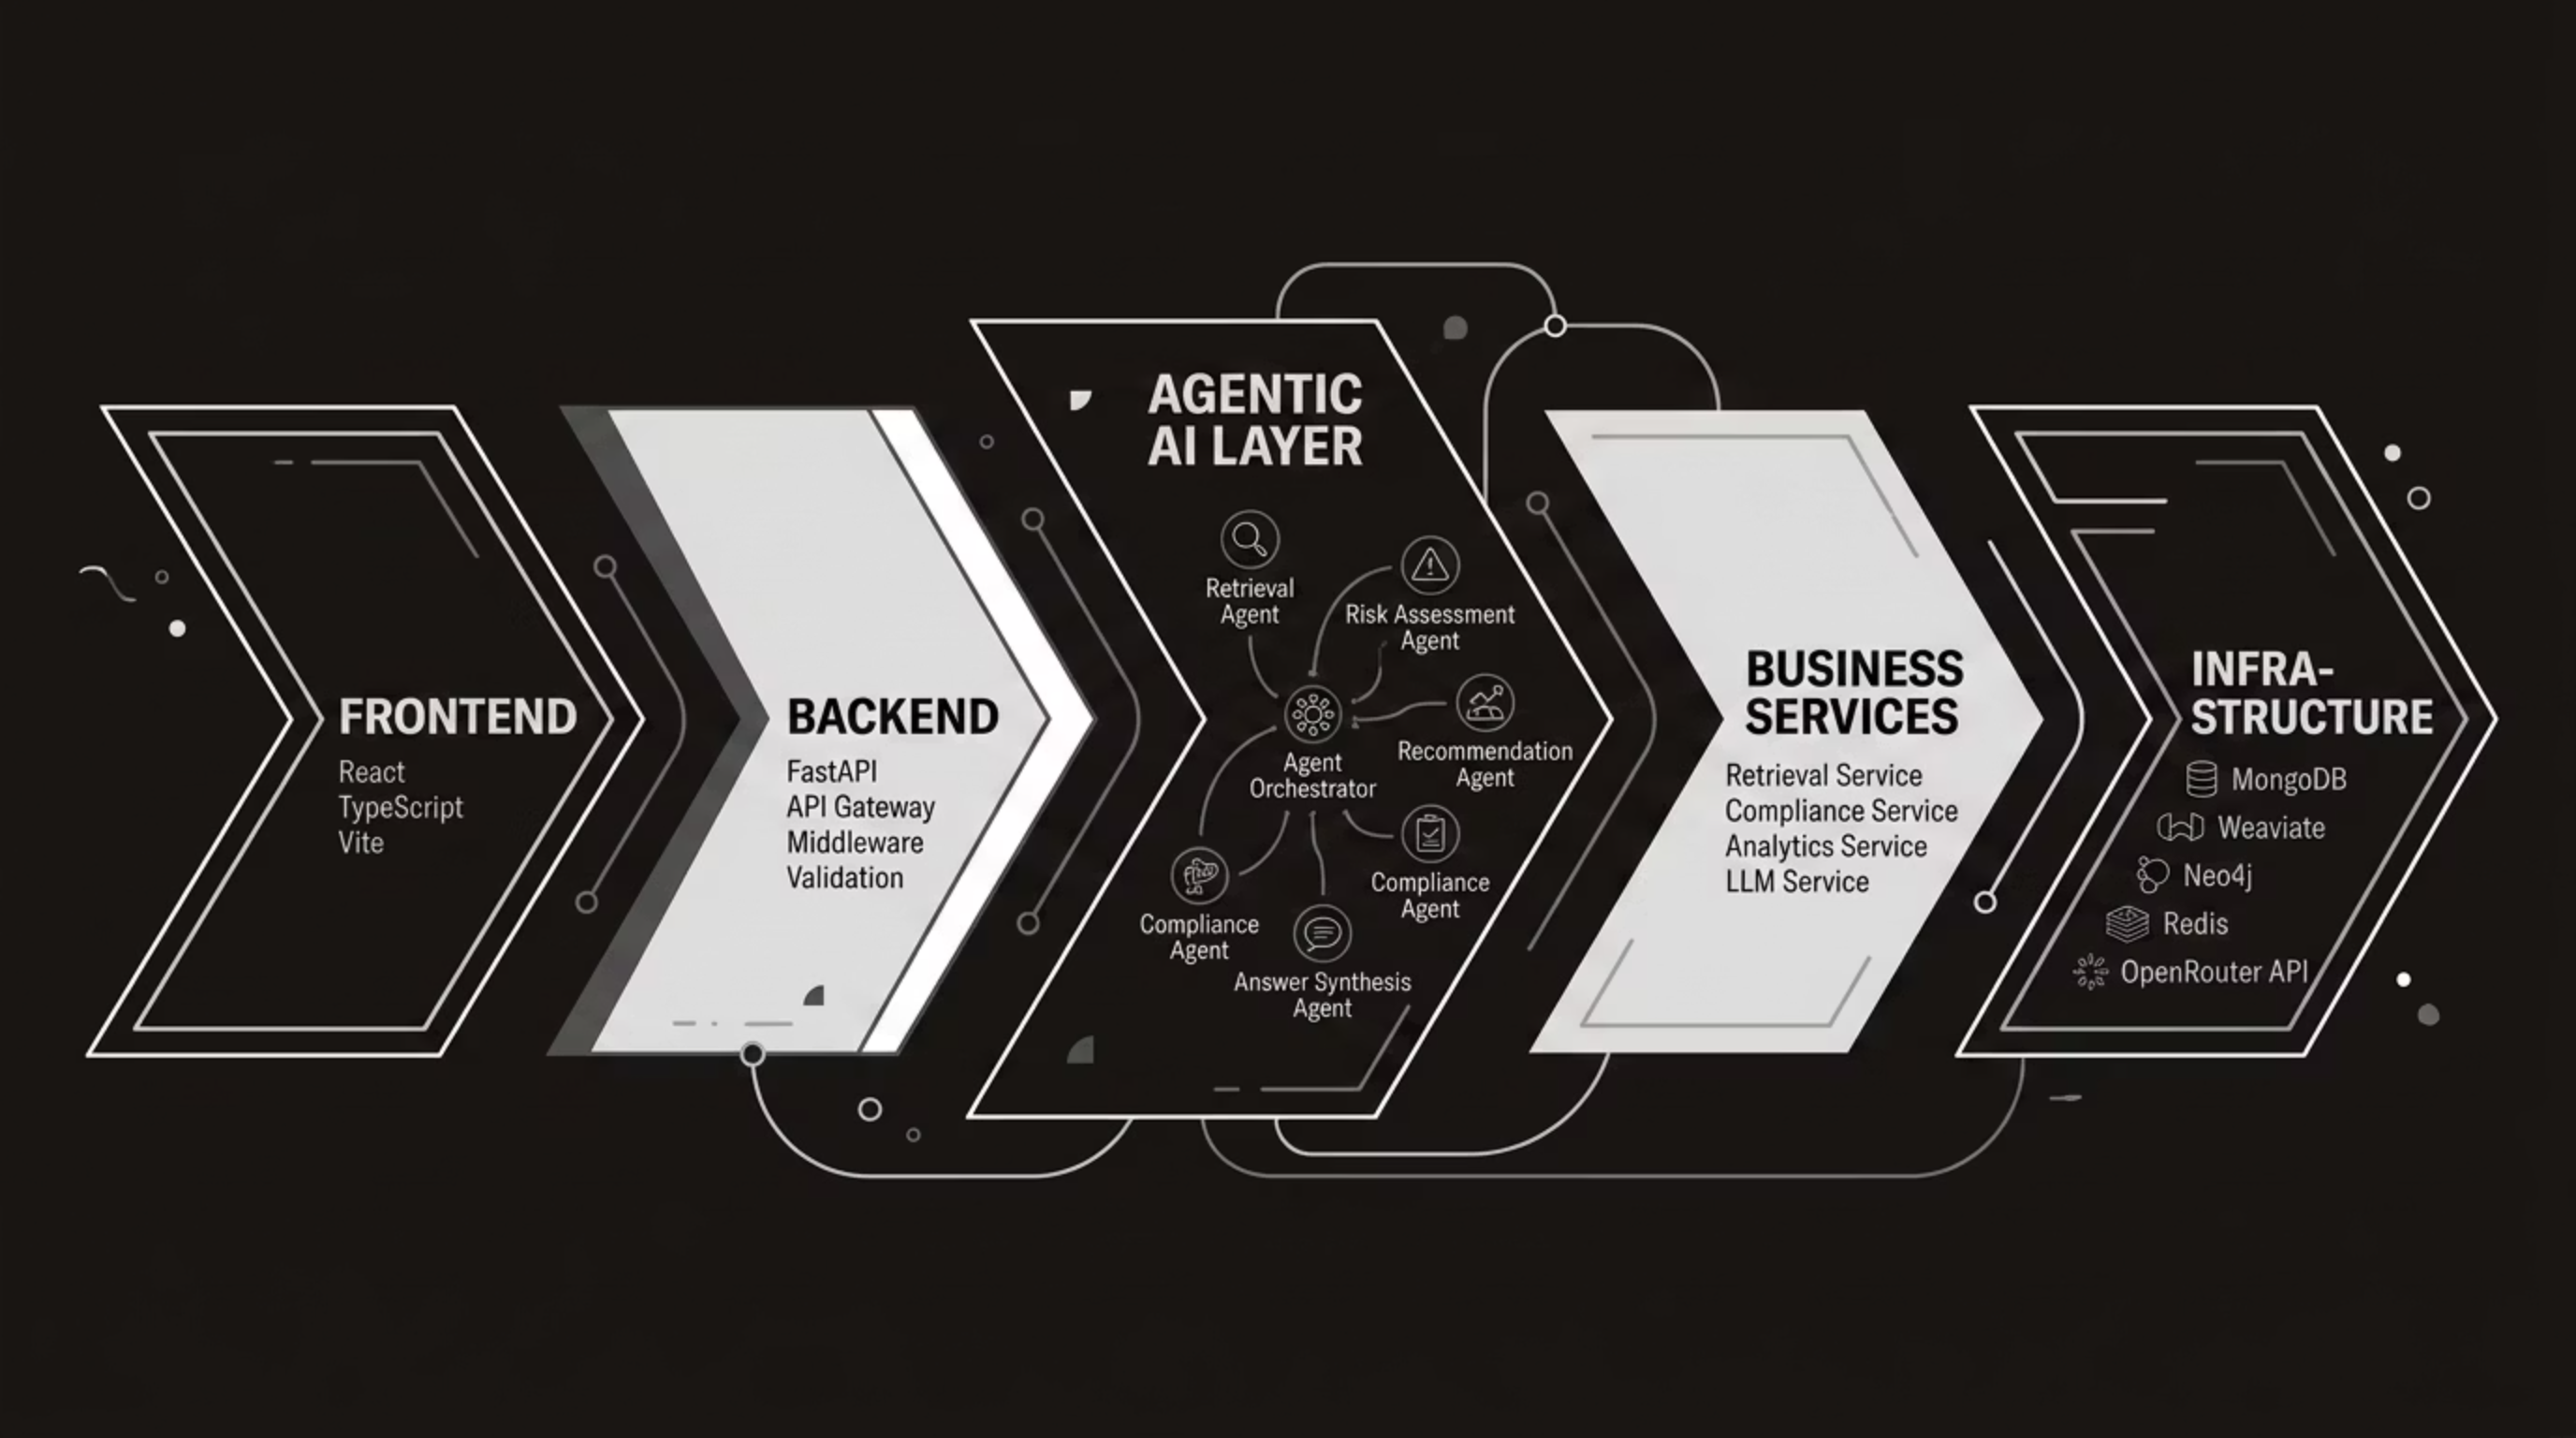 FRONTEND
React
TypeScript
Vite
BACKEND
FastAPI
API Gateway
Middleware
Validation
AGENTIC
AI LAYER
Retrieval
Agent
Risk Assessment
Agent
Agent
Orchestrator
Recommendation
Agent
Compliance
Agent
Compliance
Agent
Answer Synthesis
Agent
BUSINESS
SERVICES
Retrieval Service
Compliance Service
Analytics Service
LLM Service
INFRA-
STRUCTURE
MongoDB
Weaviate
Neo4j
Redis
OpenRouter API